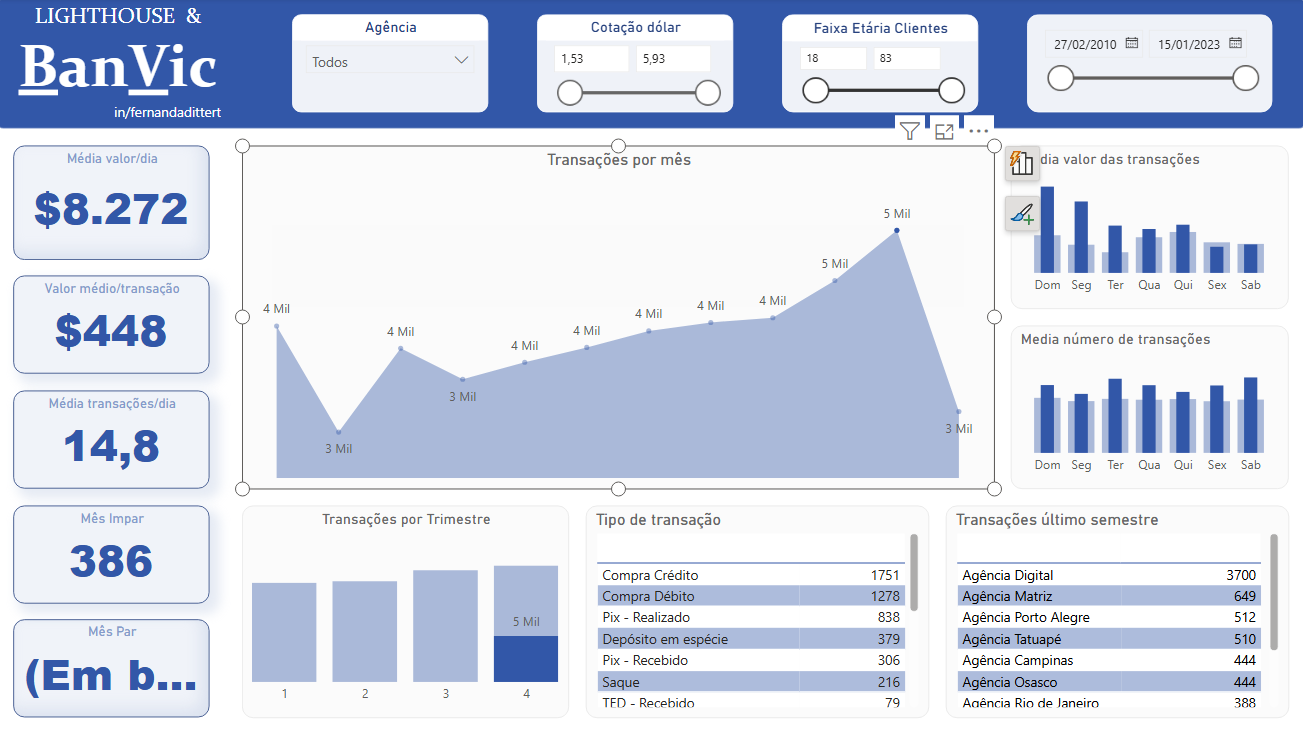 LIGHTHOUSE &
BanVic
in/fernandadittert
Agência
Todos
Cotação dólar
1,53 5,93
Faixa Etária Clientes
18 83
27/02/2010 15/01/2023
Média valor/dia
$8.272
Valor médio/transação
$448
Média transações/dia
14,8
Mês Impar
386
Mês Par
(Em b...
Transações por mês
4 Mil
3 Mil
4 Mil
3 Mil
4 Mil
4 Mil
4 Mil
4 Mil
4 Mil
5 Mil
5 Mil
3 Mil
dia valor das transações
Dom Seg Ter Qua Qui Sex Sab
Media número de transações
Dom Seg Ter Qua Qui Sex Sab
Transações por Trimestre
5 Mil
1 2 3 4
Tipo de transação
Compra Crédito 1751
Compra Débito 1278
Pix - Realizado 838
Depósito em espécie 379
Pix - Recebido 306
Saque 216
TED - Recebido 79
Transações último semestre
Agência Digital 3700
Agência Matriz 649
Agência Porto Alegre 512
Agência Tatuapé 510
Agência Campinas 444
Agência Osasco 444
Agência Rio de Janeiro 388